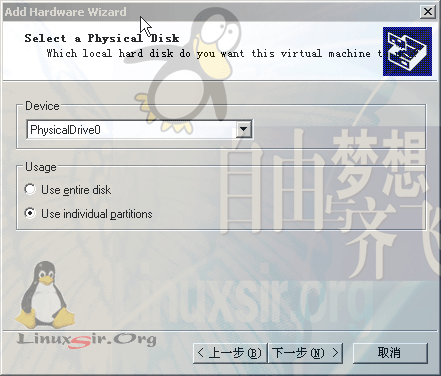 Add Hardware Wizard
Select a Physical Disk
Which local hard disk do you want this virtual machine t
Device
PhysicalDrive0
Usage
Use entire disk
Use individual partitions
自由 梦想
与 齐飞
Linuxsir.org
LinuxSir.Org
< 上一步(B)
下一步(N) >
取消